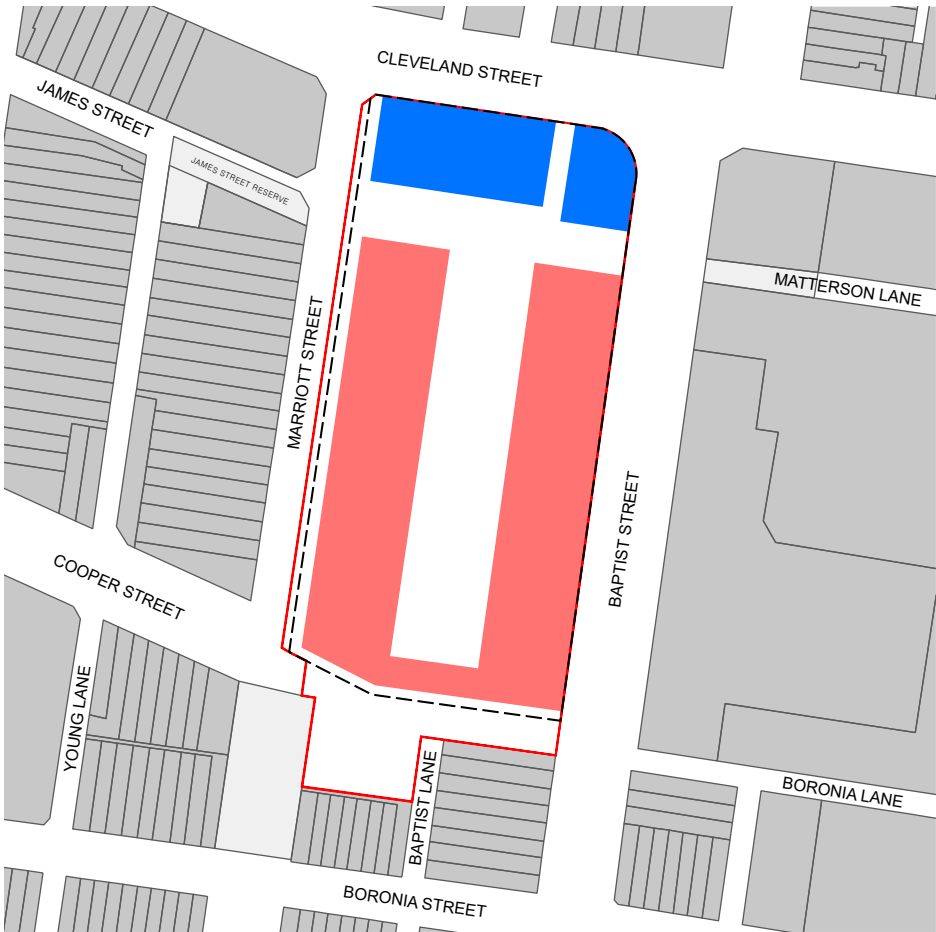 CLEVELAND STREET
JAMES STREET
JAMES STREET RESERVE
MATTERSON LANE
MARRIOTT STREET
BAPTIST STREET
COOPER STREET
YOUNG LANE
BAPTIST LANE
BORONIA LANE
BORONIA STREET